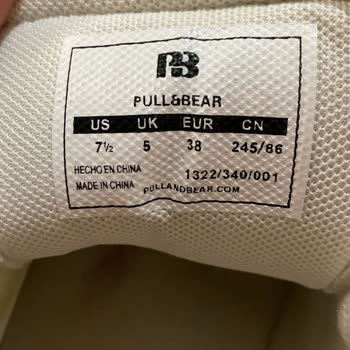 PB
PULL&BEAR
US UK EUR CN
7½ 5 38 245/86
HECHO EN CHINA
MADE IN CHINA
1322/340/001
PULLANDBEAR.COM